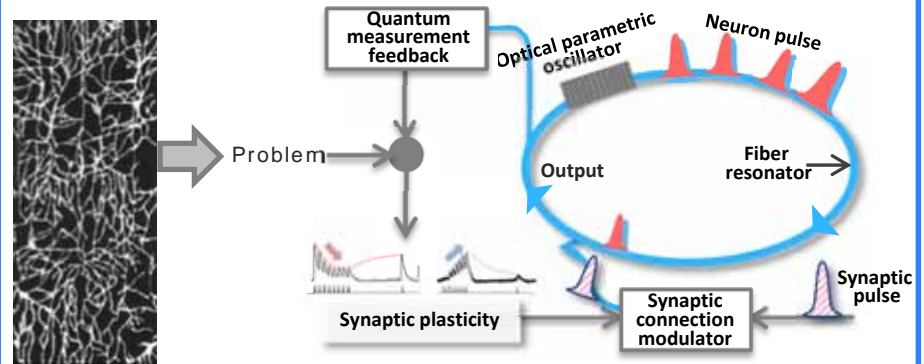 Quantum
measurement
feedback
Optical parametric
oscillator
Neuron pulse
Problem
Output
Fiber
resonator
Synaptic
pulse
Synaptic plasticity
Synaptic
connection
modulator